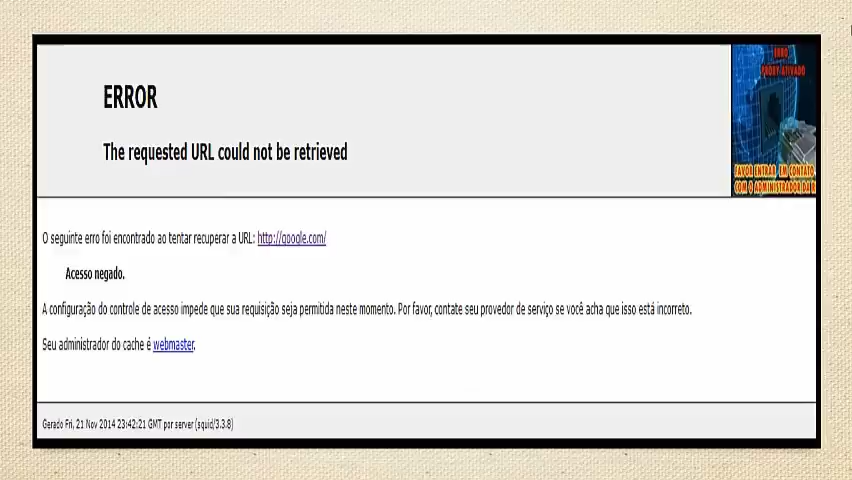 ERROR
The requested URL could not be retrieved
ERRO
PROXY ATIVADO
FAVOR ENTRAR EM CONTATO
COM O ADMINISTRADOR DA R
O seguinte erro foi encontrado ao tentar recuperar a URL: http://google.com/
Acesso negado.
A configuração do controle de acesso impede que sua requisição seja permitida neste momento. Por favor, contate seu provedor de serviço se você acha que isso está incorreto.
Seu administrador do cache é webmaster.
Gerado Fri, 21 Nov 2014 23:42:21 GMT por server (squid/3.3.8)